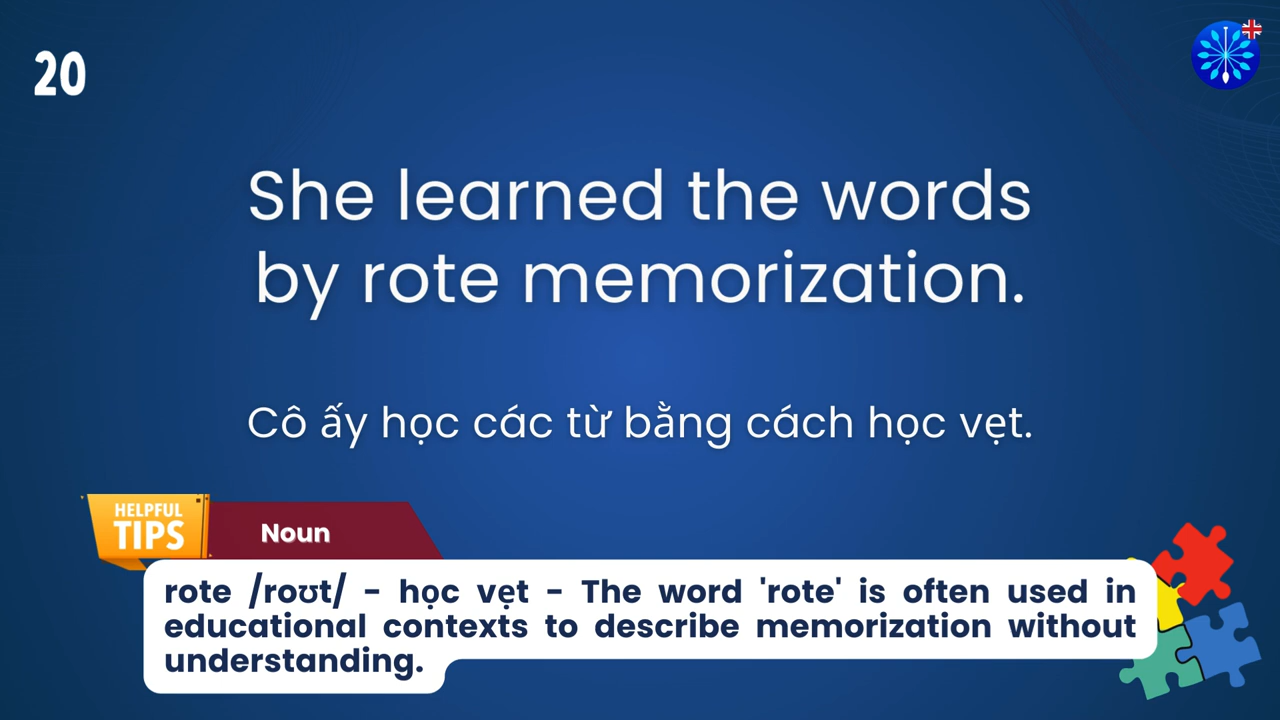 20
She learned the words
by rote memorization.
Cô ấy học các từ bằng cách học vẹt.
HELPFUL
TIPS
Noun
rote /roʊt/ - học vẹt - The word 'rote' is often used in
educational contexts to describe memorization without
understanding.